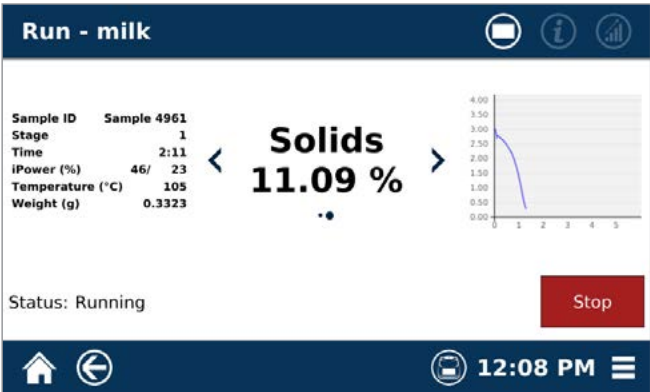 Run - milk
Sample ID Sample 4961
Stage 1
Time 2:11
iPower (%) 46/ 23
Temperature (°C) 105
Weight (g) 0.3323
< Solids >
11.09 %
4.00
3.50
3.00
2.50
2.00
1.50
1.00
0.50
0.00
0 1 2 3 4 5
Status: Running
Stop
12:08 PM